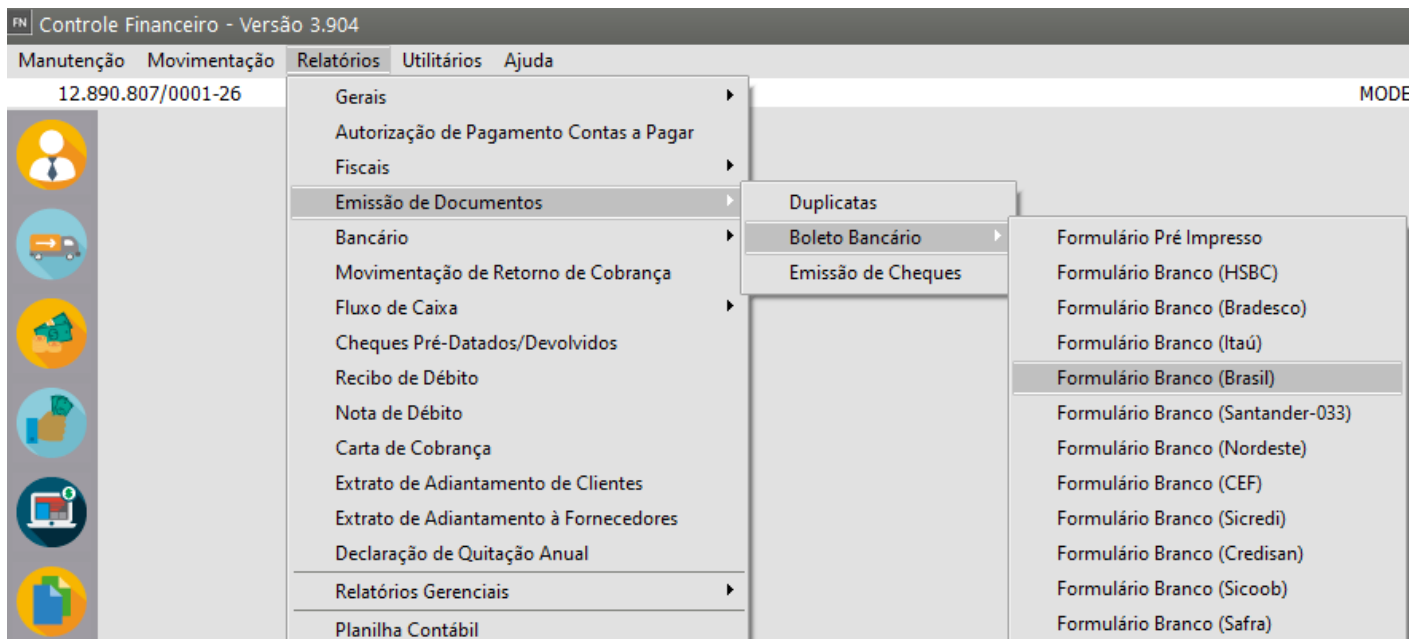 FN Controle Financeiro - Versão 3.904
Manutenção Movimentação Relatórios Utilitários Ajuda
12.890.807/0001-26 MODE
Gerais
Autorização de Pagamento Contas a Pagar
Fiscais
Emissão de Documentos
Bancário
Movimentação de Retorno de Cobrança
Fluxo de Caixa
Cheques Pré-Datados/Devolvidos
Recibo de Débito
Nota de Débito
Carta de Cobrança
Extrato de Adiantamento de Clientes
Extrato de Adiantamento à Fornecedores
Declaração de Quitação Anual
Relatórios Gerenciais
Planilha Contábil
Duplicatas
Boleto Bancário
Emissão de Cheques
Formulário Pré Impresso
Formulário Branco (HSBC)
Formulário Branco (Bradesco)
Formulário Branco (Itaú)
Formulário Branco (Brasil)
Formulário Branco (Santander-033)
Formulário Branco (Nordeste)
Formulário Branco (CEF)
Formulário Branco (Sicredi)
Formulário Branco (Credisan)
Formulário Branco (Sicoob)
Formulário Branco (Safra)